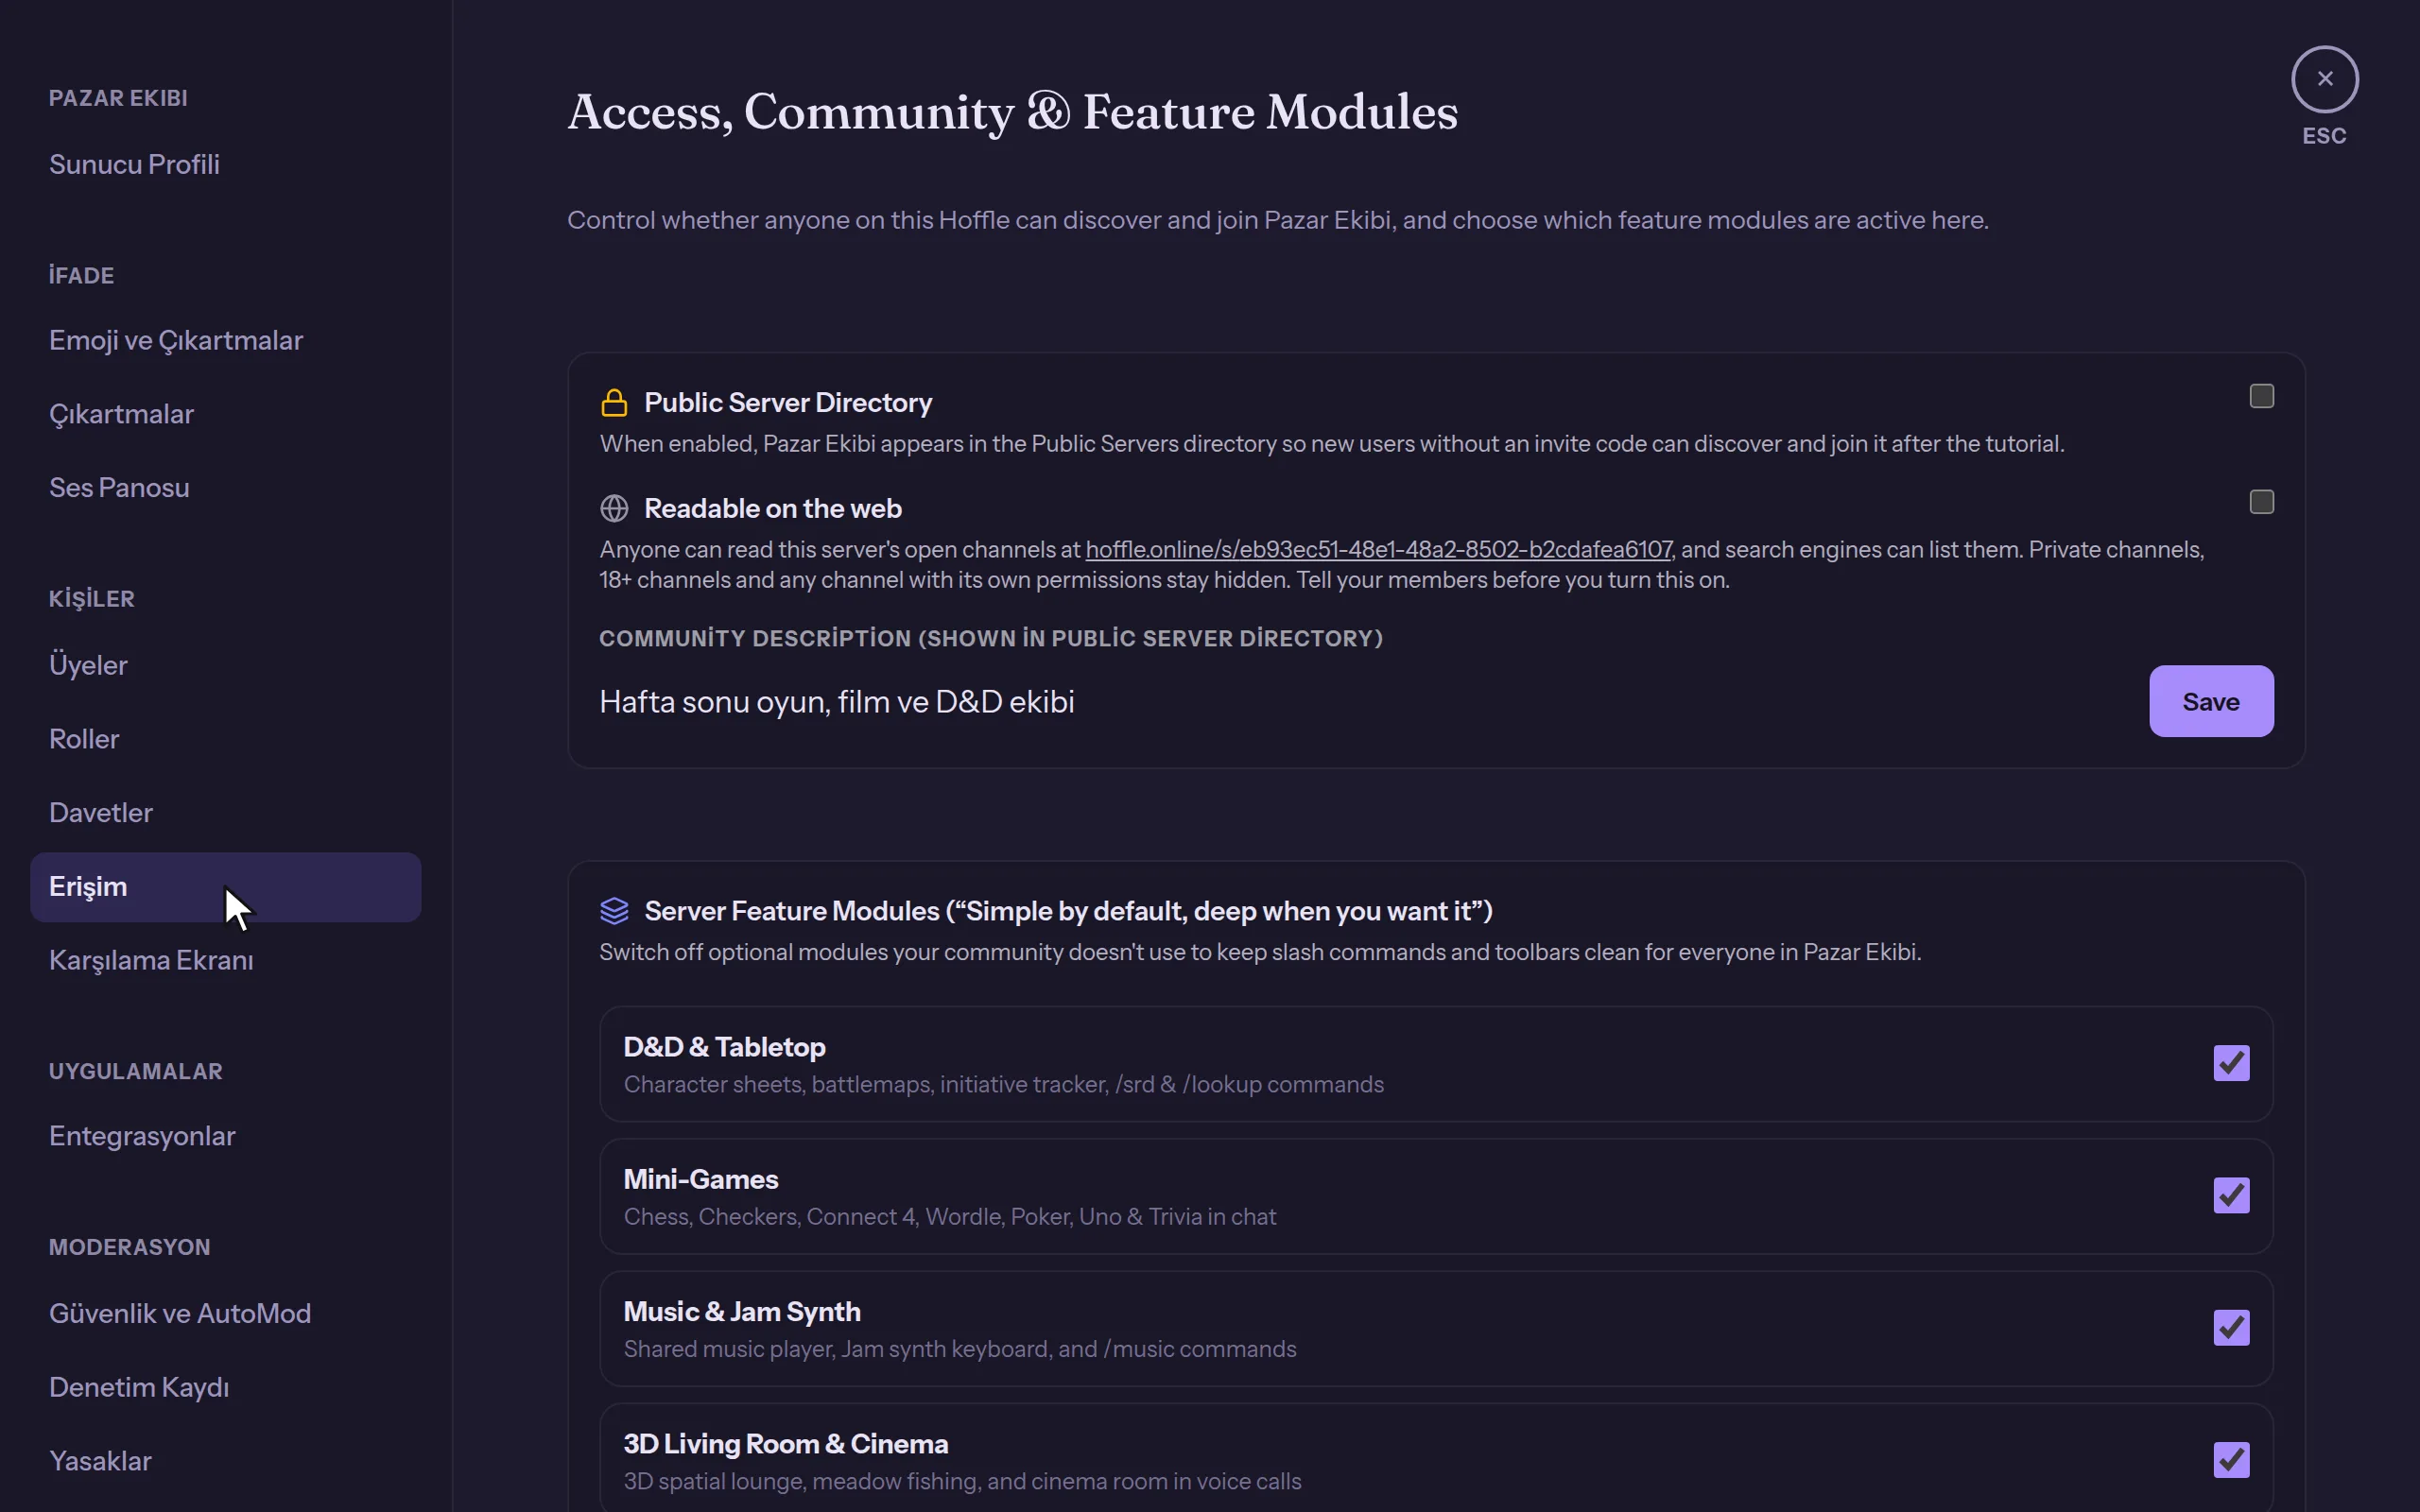 PAZAR EKIBI
Sunucu Profili
İFADE
Emoji ve Çıkartmalar
Çıkartmalar
Ses Panosu
KİŞİLER
Üyeler
Roller
Davetler
Erişim
Karşılama Ekranı
UYGULAMALAR
Entegrasyonlar
MODERASYON
Güvenlik ve AutoMod
Denetim Kaydı
Yasaklar
Access, Community & Feature Modules
ESC
Control whether anyone on this Hoffle can discover and join Pazar Ekibi, and choose which feature modules are active here.
Public Server Directory
When enabled, Pazar Ekibi appears in the Public Servers directory so new users without an invite code can discover and join it after the tutorial.
Readable on the web
Anyone can read this server's open channels at hoffle.online/s/eb93ec51-48e1-48a2-8502-b2cdafea6107, and search engines can list them. Private channels,
18+ channels and any channel with its own permissions stay hidden. Tell your members before you turn this on.
COMMUNİTY DESCRİPTİON (SHOWN İN PUBLİC SERVER DİRECTORY)
Hafta sonu oyun, film ve D&D ekibi
Save
Server Feature Modules (“Simple by default, deep when you want it”)
Switch off optional modules your community doesn't use to keep slash commands and toolbars clean for everyone in Pazar Ekibi.
D&D & Tabletop
Character sheets, battlemaps, initiative tracker, /srd & /lookup commands
Mini-Games
Chess, Checkers, Connect 4, Wordle, Poker, Uno & Trivia in chat
Music & Jam Synth
Shared music player, Jam synth keyboard, and /music commands
3D Living Room & Cinema
3D spatial lounge, meadow fishing, and cinema room in voice calls